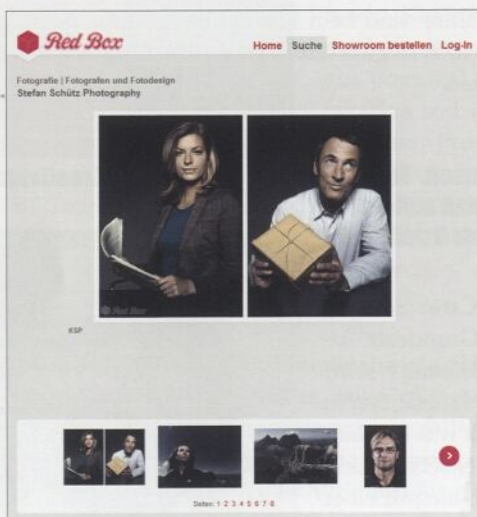 Red Box
Home Suche Showroom bestellen Log-In
Fotografie | Fotografen und Fotodesign
Stefan Schütz Photography
Red Box
KSP
Seiten: 1 2 3 4 5 6 7 8